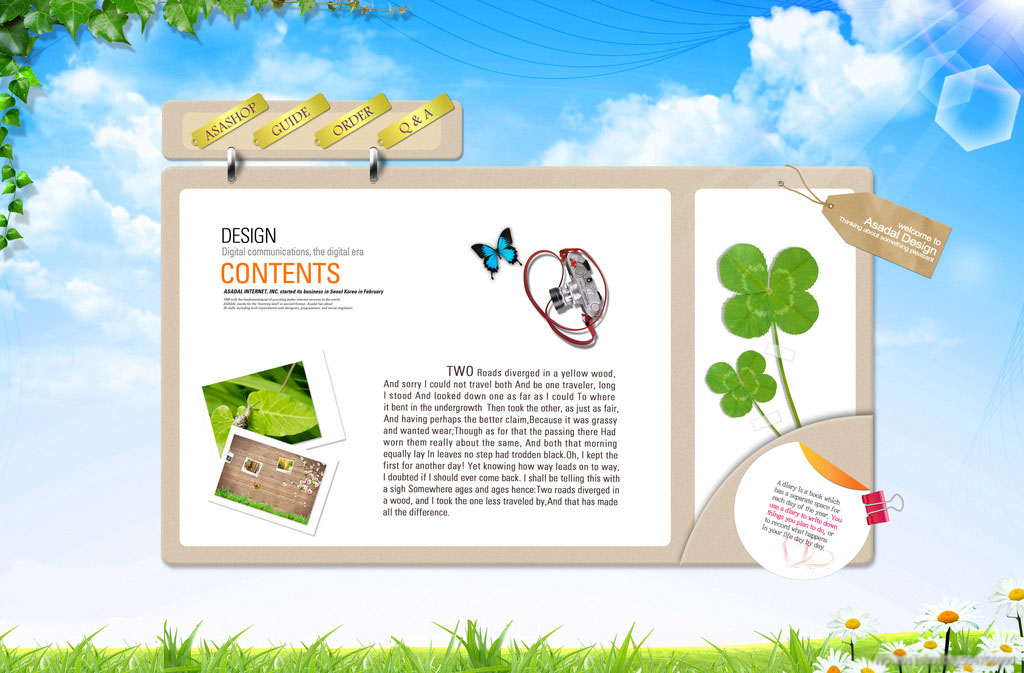 ASASHOP
GUIDE
ORDER
Q & A
DESIGN
Digital communications, the digital era
CONTENTS
ASADAL INTERNET, INC. started its business in Seoul Korea in February
welcome to
Asadal Design
Thinking about something pleasant
TWO Roads diverged in a yellow wood,
And sorry I could not travel both And be one traveler, long
I stood And looked down one as far as I could To where
it bent in the undergrowth Then took the other, as just as fair,
And having perhaps the better claim,Because it was grassy
and wanted wear;Though as for that the passing there Had
worn them really about the same, And both that morning
equally lay In leaves no step had trodden black.Oh, I kept the
first for another day! Yet knowing how way leads on to way,
I doubted if I should ever come back. I shall be telling this with
a sigh Somewhere ages and ages hence:Two roads diverged in
a wood, and I took the one less traveled by,And that has made
all the difference.
A diary is a book which
has a separate space for
each day of the year. You
use a diary to write down
things you plan to do, or
to record what happens
in your life day by day.